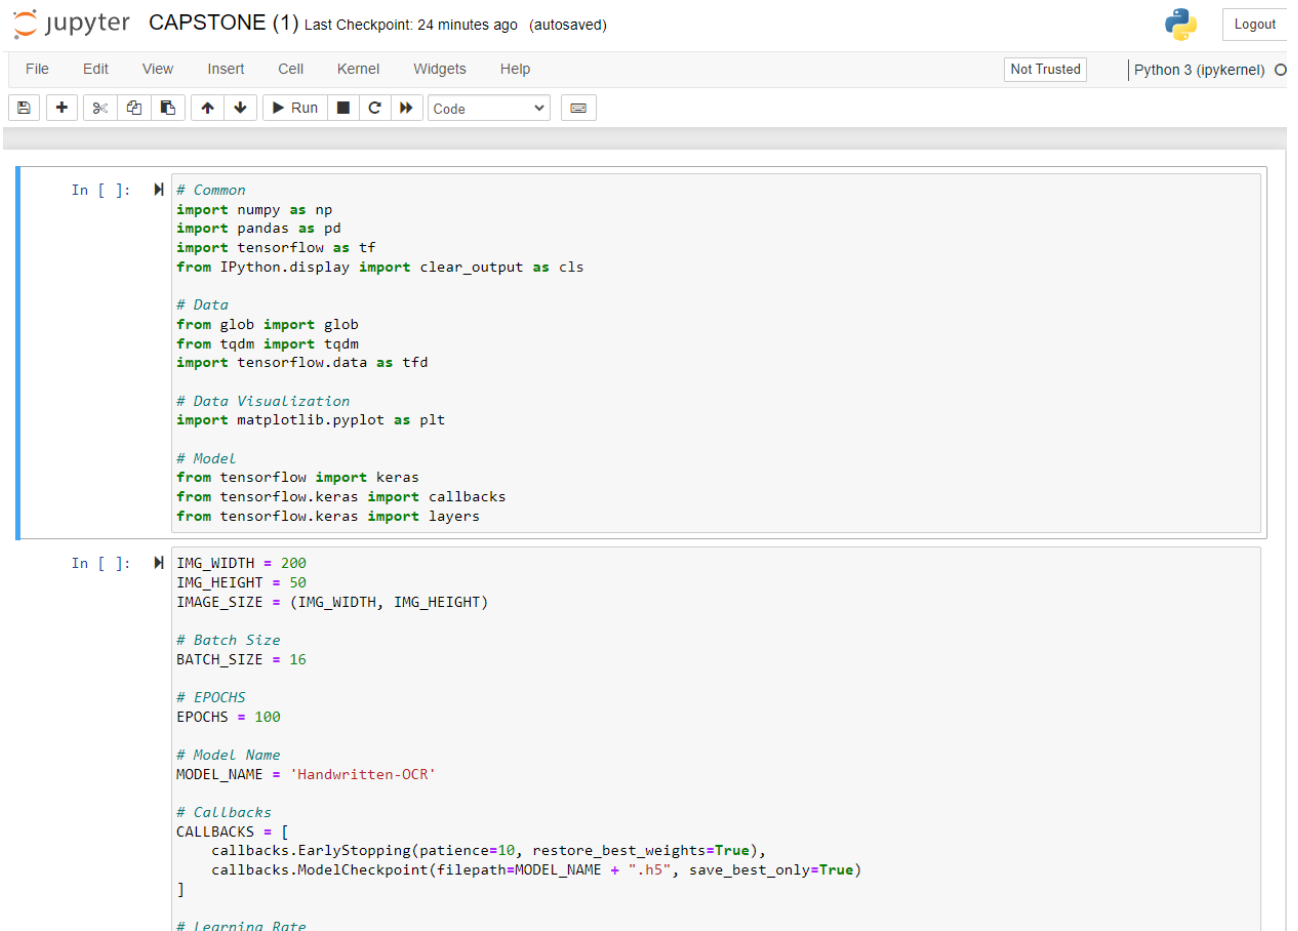 jupyter CAPSTONE (1) Last Checkpoint: 24 minutes ago (autosaved) Logout
File Edit View Insert Cell Kernel Widgets Help Not Trusted Python 3 (ipykernel)
Run Code
In [ ]: # Common
import numpy as np
import pandas as pd
import tensorflow as tf
from IPython.display import clear_output as cls
# Data
from glob import glob
from tqdm import tqdm
import tensorflow.data as tfd
# Data Visualization
import matplotlib.pyplot as plt
# Model
from tensorflow import keras
from tensorflow.keras import callbacks
from tensorflow.keras import layers
In [ ]: IMG_WIDTH = 200
IMG_HEIGHT = 50
IMAGE_SIZE = (IMG_WIDTH, IMG_HEIGHT)
# Batch Size
BATCH_SIZE = 16
# EPOCHS
EPOCHS = 100
# Model Name
MODEL_NAME = 'Handwritten-OCR'
# Callbacks
CALLBACKS = [
    callbacks.EarlyStopping(patience=10, restore_best_weights=True),
    callbacks.ModelCheckpoint(filepath=MODEL_NAME + ".h5", save_best_only=True)
]
# Learning Rate